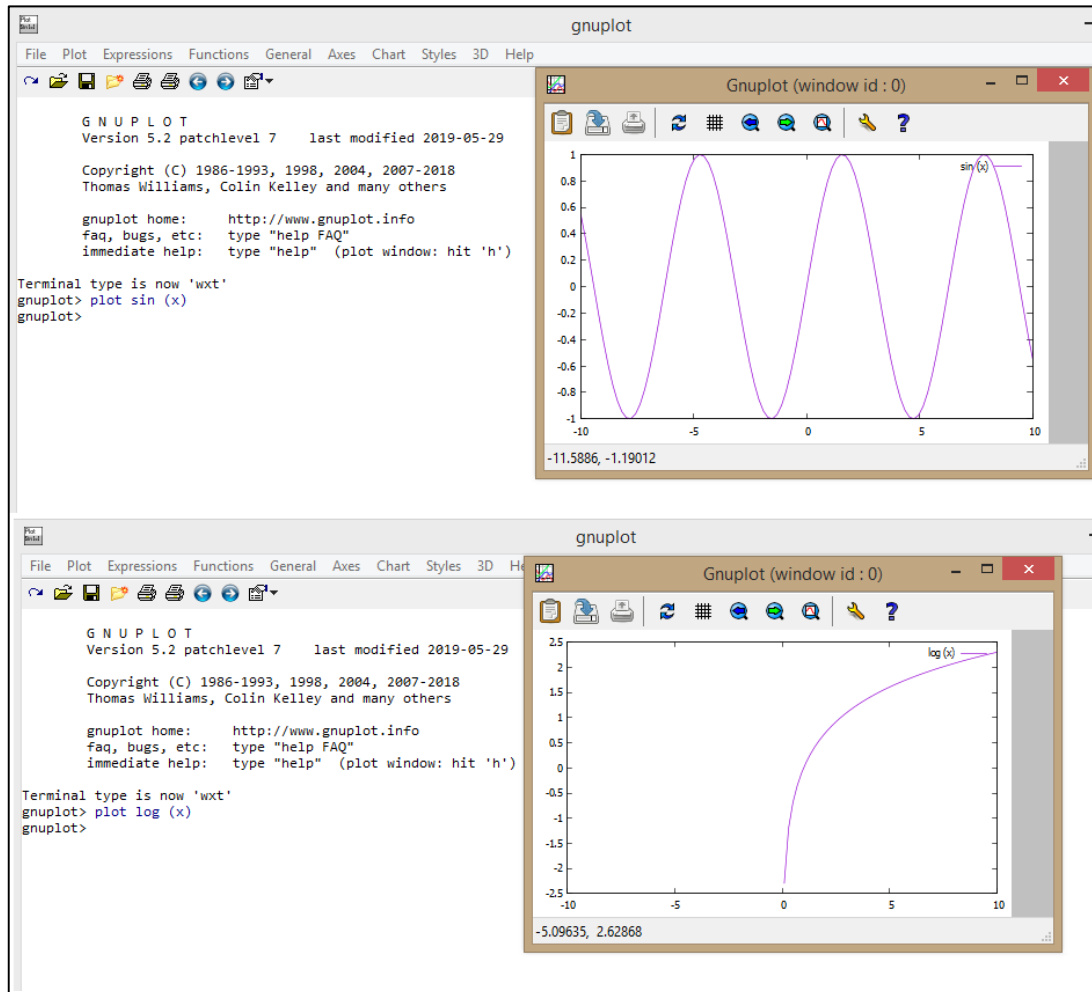 gnuplot
File Plot Expressions Functions General Axes Chart Styles 3D Help
G N U P L O T
Version 5.2 patchlevel 7    last modified 2019-05-29
Copyright (C) 1986-1993, 1998, 2004, 2007-2018
Thomas Williams, Colin Kelley and many others
gnuplot home:     http://www.gnuplot.info
faq, bugs, etc:   type "help FAQ"
immediate help:   type "help"  (plot window: hit 'h')
Terminal type is now 'wxt'
gnuplot> plot sin (x)
gnuplot>
Gnuplot (window id : 0)
sin (x)
1
0.8
0.6
0.4
0.2
0
-0.2
-0.4
-0.6
-0.8
-1
-10 -5 0 5 10
-11.5886, -1.19012
gnuplot
File Plot Expressions Functions General Axes Chart Styles 3D He
G N U P L O T
Version 5.2 patchlevel 7    last modified 2019-05-29
Copyright (C) 1986-1993, 1998, 2004, 2007-2018
Thomas Williams, Colin Kelley and many others
gnuplot home:     http://www.gnuplot.info
faq, bugs, etc:   type "help FAQ"
immediate help:   type "help"  (plot window: hit 'h')
Terminal type is now 'wxt'
gnuplot> plot log (x)
gnuplot>
Gnuplot (window id : 0)
log (x)
2.5
2
1.5
1
0.5
0
-0.5
-1
-1.5
-2
-2.5
-10 -5 0 5 10
-5.09635, 2.62868